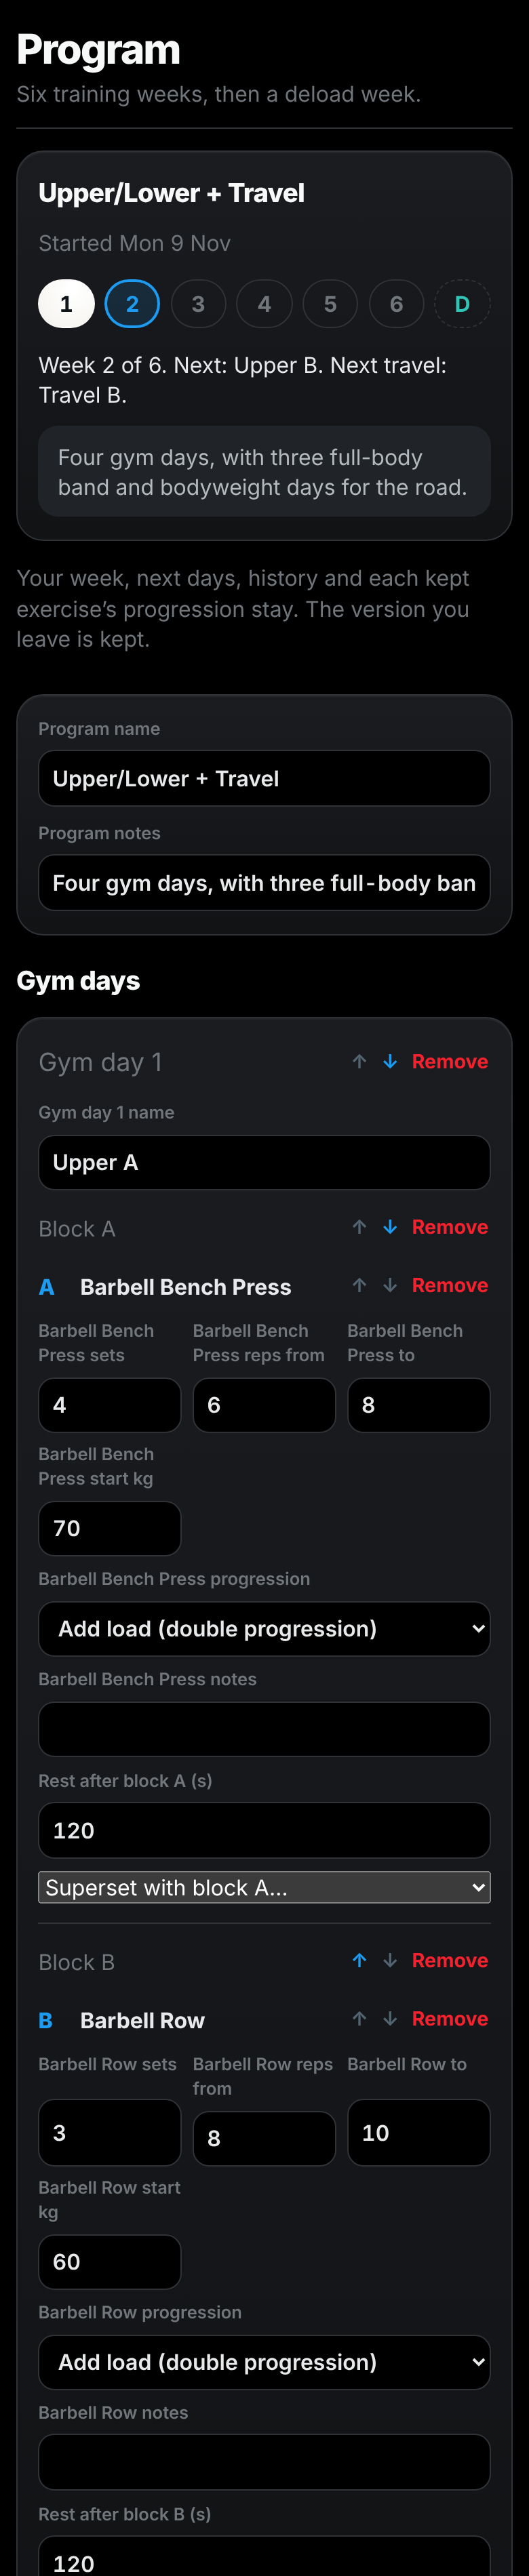 Program
Six training weeks, then a deload week.
Upper/Lower + Travel
Started Mon 9 Nov
1 2 3 4 5 6 D
Week 2 of 6. Next: Upper B. Next travel:
Travel B.
Four gym days, with three full-body
band and bodyweight days for the road.
Your week, next days, history and each kept
exercise’s progression stay. The version you
leave is kept.
Program name
Upper/Lower + Travel
Program notes
Four gym days, with three full-body ban
Gym days
Gym day 1 ↑ ↓ Remove
Gym day 1 name
Upper A
Block A ↑ ↓ Remove
A Barbell Bench Press ↑ ↓ Remove
Barbell Bench Press sets
Barbell Bench Press reps from
Barbell Bench Press to
4 6 8
Barbell Bench
Press start kg
70
Barbell Bench Press progression
Add load (double progression)
Barbell Bench Press notes
Rest after block A (s)
120
Superset with block A...
Block B ↑ ↓ Remove
B Barbell Row ↑ ↓ Remove
Barbell Row sets
Barbell Row reps from
Barbell Row to
3 8 10
Barbell Row start
kg
60
Barbell Row progression
Add load (double progression)
Barbell Row notes
Rest after block B (s)
120